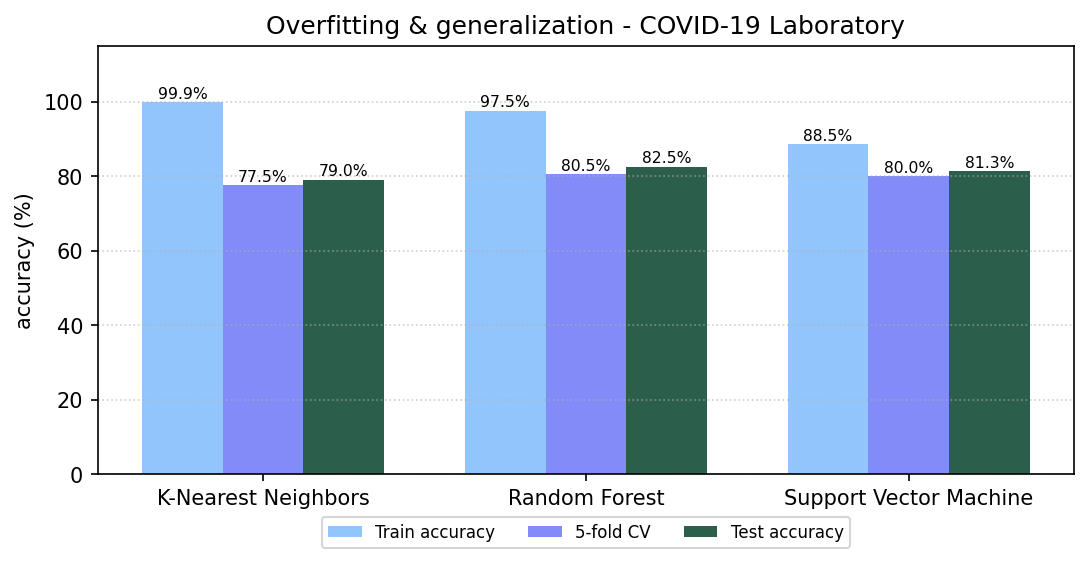 Overfitting & generalization - COVID-19 Laboratory
accuracy (%)
100
80
60
40
20
0
99.9%
77.5%
79.0%
97.5%
80.5%
82.5%
88.5%
80.0%
81.3%
K-Nearest Neighbors
Random Forest
Support Vector Machine
Train accuracy
5-fold CV
Test accuracy